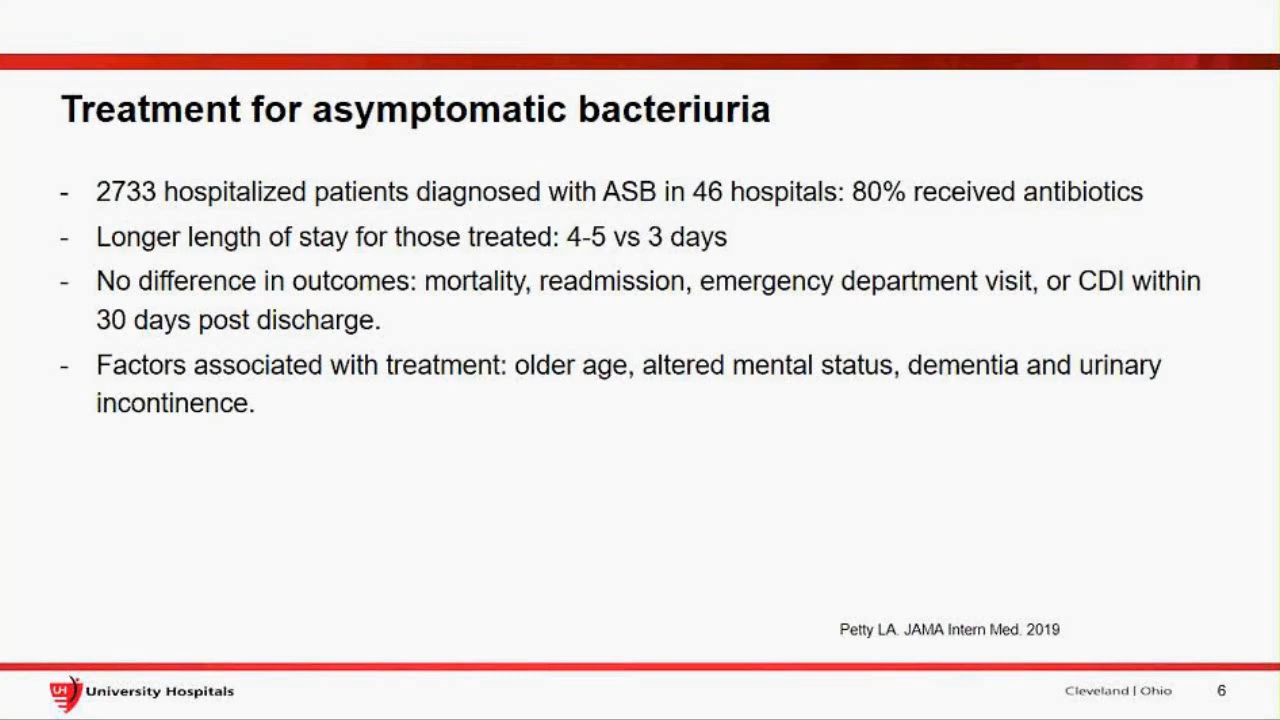 Treatment for asymptomatic bacteriuria
- 2733 hospitalized patients diagnosed with ASB in 46 hospitals: 80% received antibiotics
- Longer length of stay for those treated: 4-5 vs 3 days
- No difference in outcomes: mortality, readmission, emergency department visit, or CDI within
30 days post discharge.
- Factors associated with treatment: older age, altered mental status, dementia and urinary
incontinence.
Petty LA. JAMA Intern Med. 2019
UH University Hospitals
Cleveland | Ohio 6